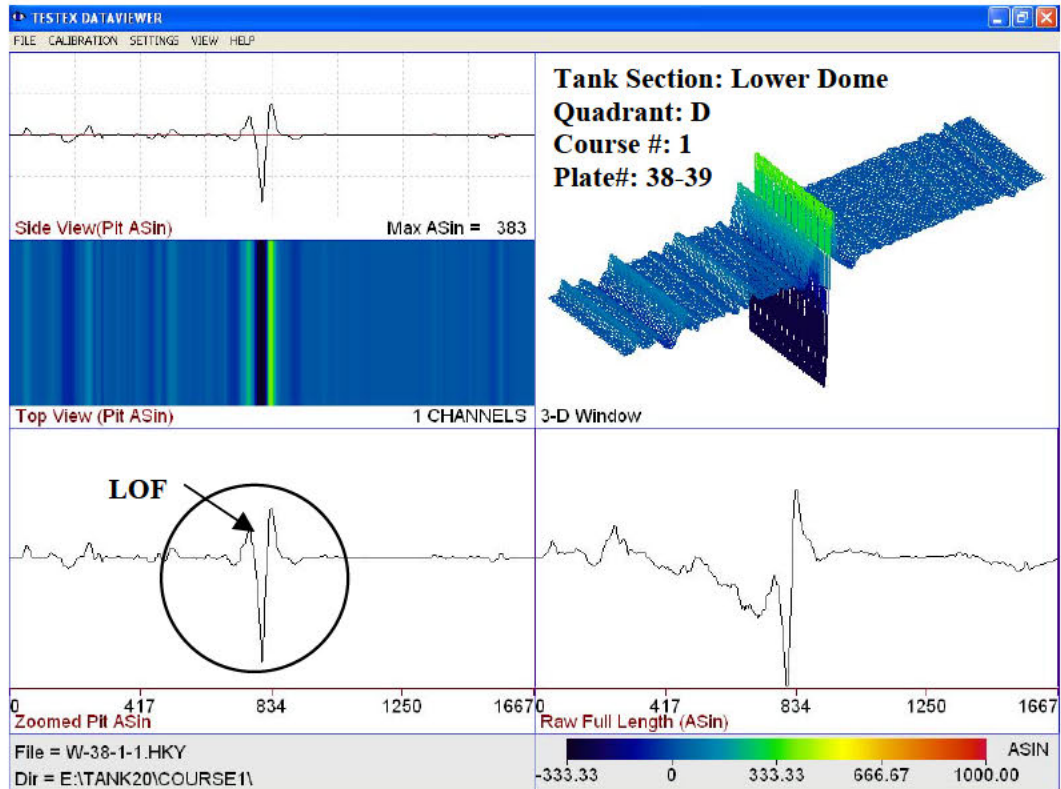 TESTEX DATAVIEWER
FILE CALIBRATION SETTINGS VIEW HELP
Side View(Pit ASin) Max ASin = 383
Tank Section: Lower Dome
Quadrant: D
Course #: 1
Plate#: 38-39
Top View (Pit ASin) 1 CHANNELS
3-D Window
LOF
0 417 834 1250 1667
Zoomed Pit ASin
0 417 834 1250 1667
Raw Full Length (ASin)
File = W-38-1-1.HKY
Dir = E:\TANK20\COURSE1\
ASIN
-333.33 0 333.33 666.67 1000.00